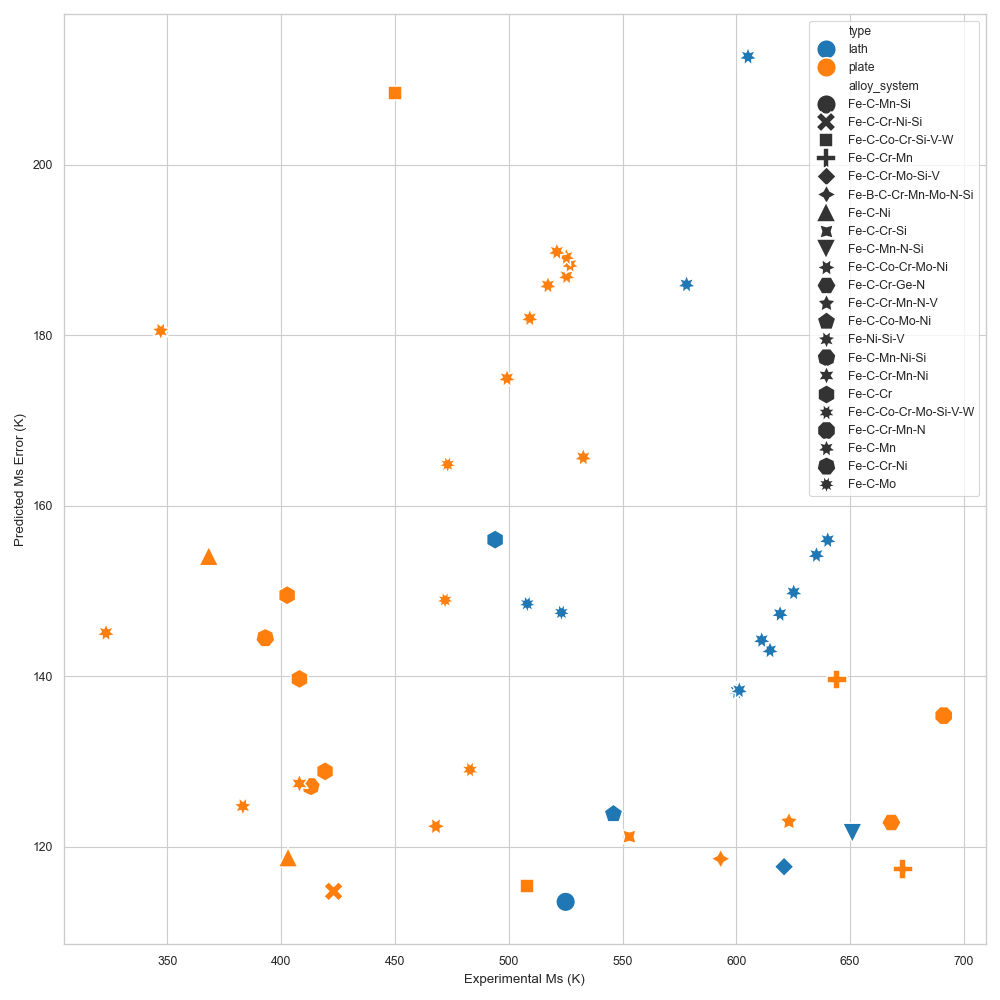 type
lath
plate
alloy_system
Fe-C-Mn-Si
Fe-C-Cr-Ni-Si
Fe-C-Co-Cr-Si-V-W
Fe-C-Cr-Mn
Fe-C-Cr-Mo-Si-V
Fe-B-C-Cr-Mn-Mo-N-Si
Fe-C-Ni
Fe-C-Cr-Si
Fe-C-Mn-N-Si
Fe-C-Co-Cr-Mo-Ni
Fe-C-Cr-Ge-N
Fe-C-Cr-Mn-N-V
Fe-C-Co-Mo-Ni
Fe-Ni-Si-V
Fe-C-Mn-Ni-Si
Fe-C-Cr-Mn-Ni
Fe-C-Cr
Fe-C-Co-Cr-Mo-Si-V-W
Fe-C-Cr-Mn-N
Fe-C-Mn
Fe-C-Cr-Ni
Fe-C-Mo
Predicted Ms Error (K)
200
180
160
140
120
350
400
450
500
550
600
650
700
Experimental Ms (K)